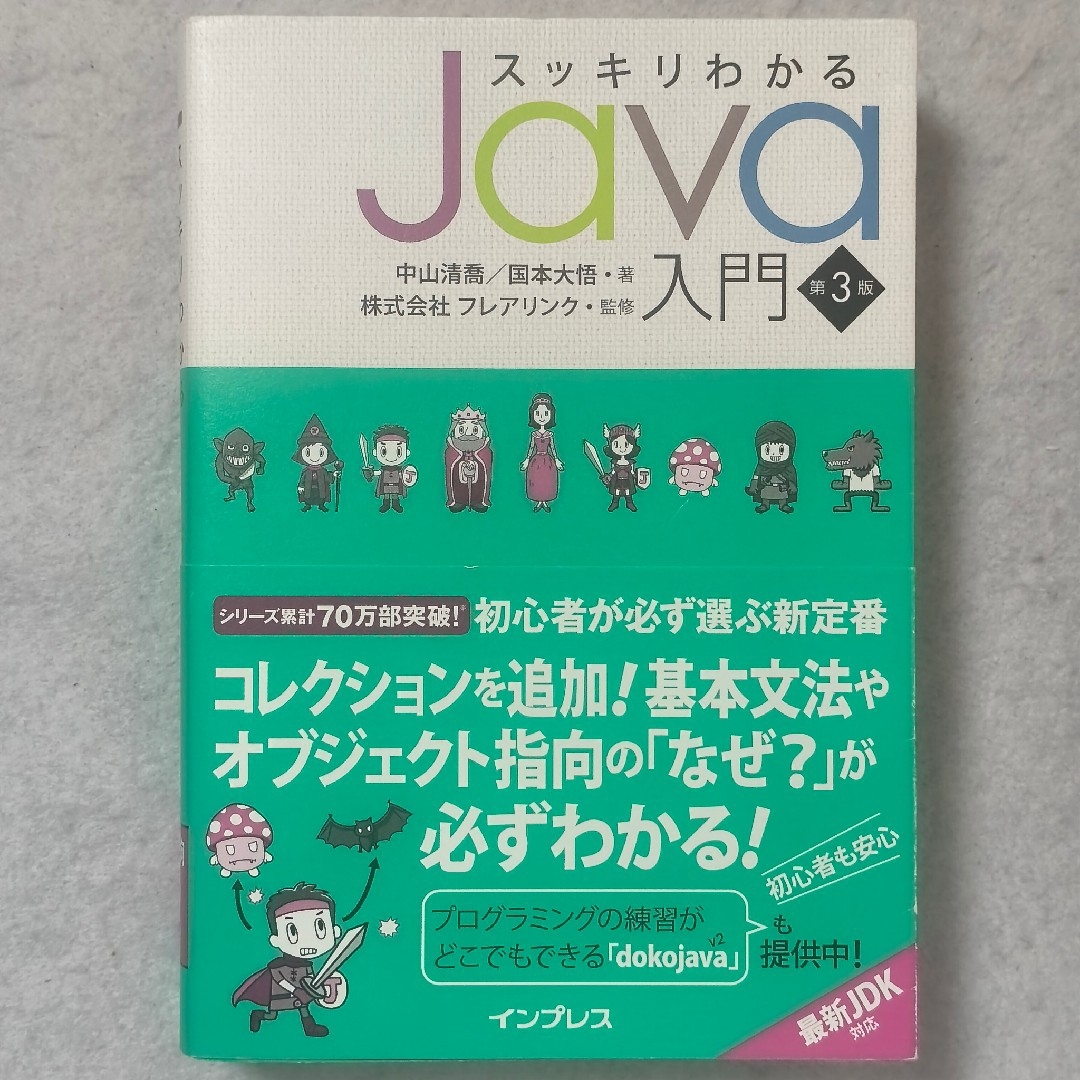 スッキリわかる
Java
入門 第3版
中山清喬／国本大悟・著
株式会社 フレアリンク・監修
シリーズ累計70万部突破!* 初心者が必ず選ぶ新定番
コレクションを追加!基本文法や
オブジェクト指向の「なぜ?」が
必ずわかる!
初心者も安心
プログラミングの練習が
どこでもできる「dokojava v2」
も
提供中!
インプレス
最新JDK
対応